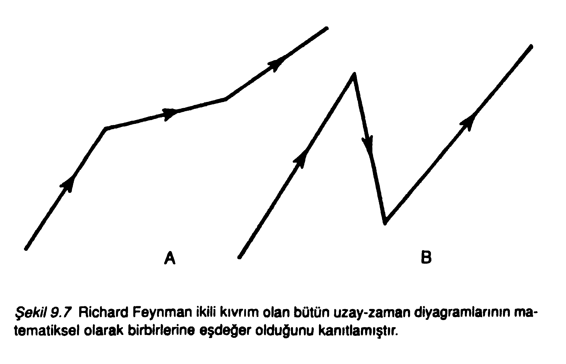 A
B
Şekil 9.7 Richard Feynman ikili kıvrım olan bütün uzay-zaman diyagramlarının ma-
tematiksel olarak birbirlerine eşdeğer olduğunu kanıtlamıştır.